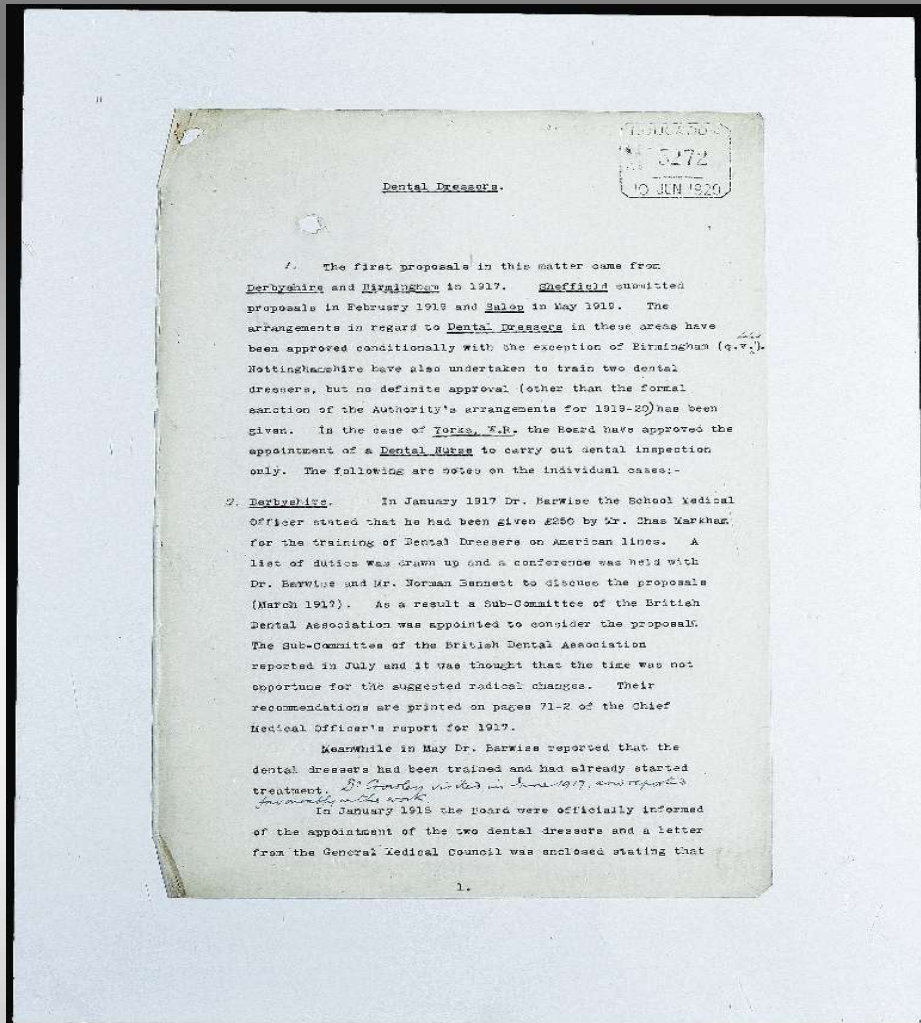 EDUCATION
5272
10 JUN 1920
Dental Dressers.
1. The first proposals in this matter came from
Derbyshire and Birmingham in 1917. Sheffield submitted
proposals in February 1919 and Salop in May 1919. The
arrangements in regard to Dental Dressers in these areas have
been approved conditionally with the exception of Birmingham (q.v.).
Nottinghamshire have also undertaken to train two dental
dressers, but no definite approval (other than the formal
sanction of the Authority's arrangements for 1919-20) has been
given. In the case of Yorks, W.R. the Board have approved the
appointment of a Dental Nurse to carry out dental inspection
only. The following are notes on the individual cases:-
2. Derbyshire. In January 1917 Dr. Barwise the School Medical
Officer stated that he had been given £250 by Mr. Chas Markham
for the training of Dental Dressers on American lines. A
list of duties was drawn up and a conference was held with
Dr. Barwise and Mr. Norman Bennett to discuss the proposals
(March 1917). As a result a Sub-Committee of the British
Dental Association was appointed to consider the proposals.
The Sub-Committee of the British Dental Association
reported in July and it was thought that the time was not
opportune for the suggested radical changes. Their
recommendations are printed on pages 71-2 of the Chief
Medical Officer's report for 1917.
Meanwhile in May Dr. Barwise reported that the
dental dressers had been trained and had already started
treatment. Dr Crowley visited in June 1917, and reported
favourably on the work.
In January 1918 the Board were officially informed
of the appointment of the two dental dressers and a letter
from the General Medical Council was enclosed stating that
1.